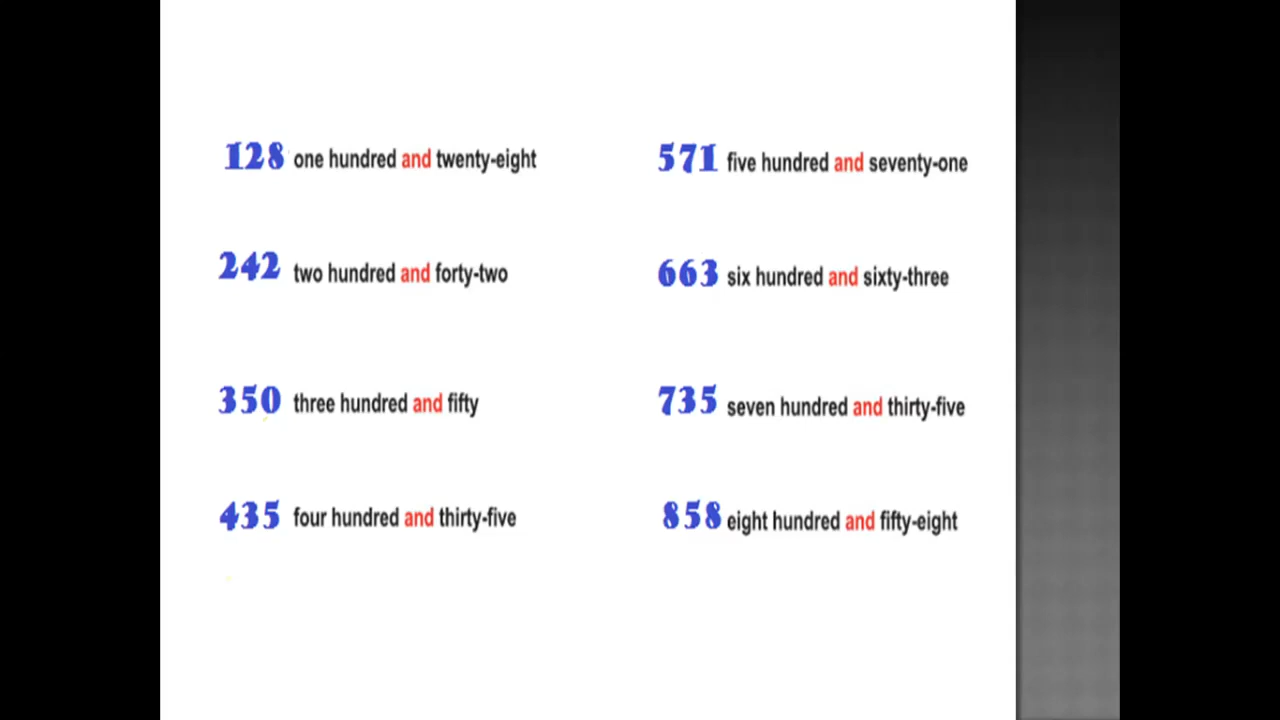 128 one hundred and twenty-eight
242 two hundred and forty-two
350 three hundred and fifty
435 four hundred and thirty-five
571 five hundred and seventy-one
663 six hundred and sixty-three
735 seven hundred and thirty-five
858 eight hundred and fifty-eight